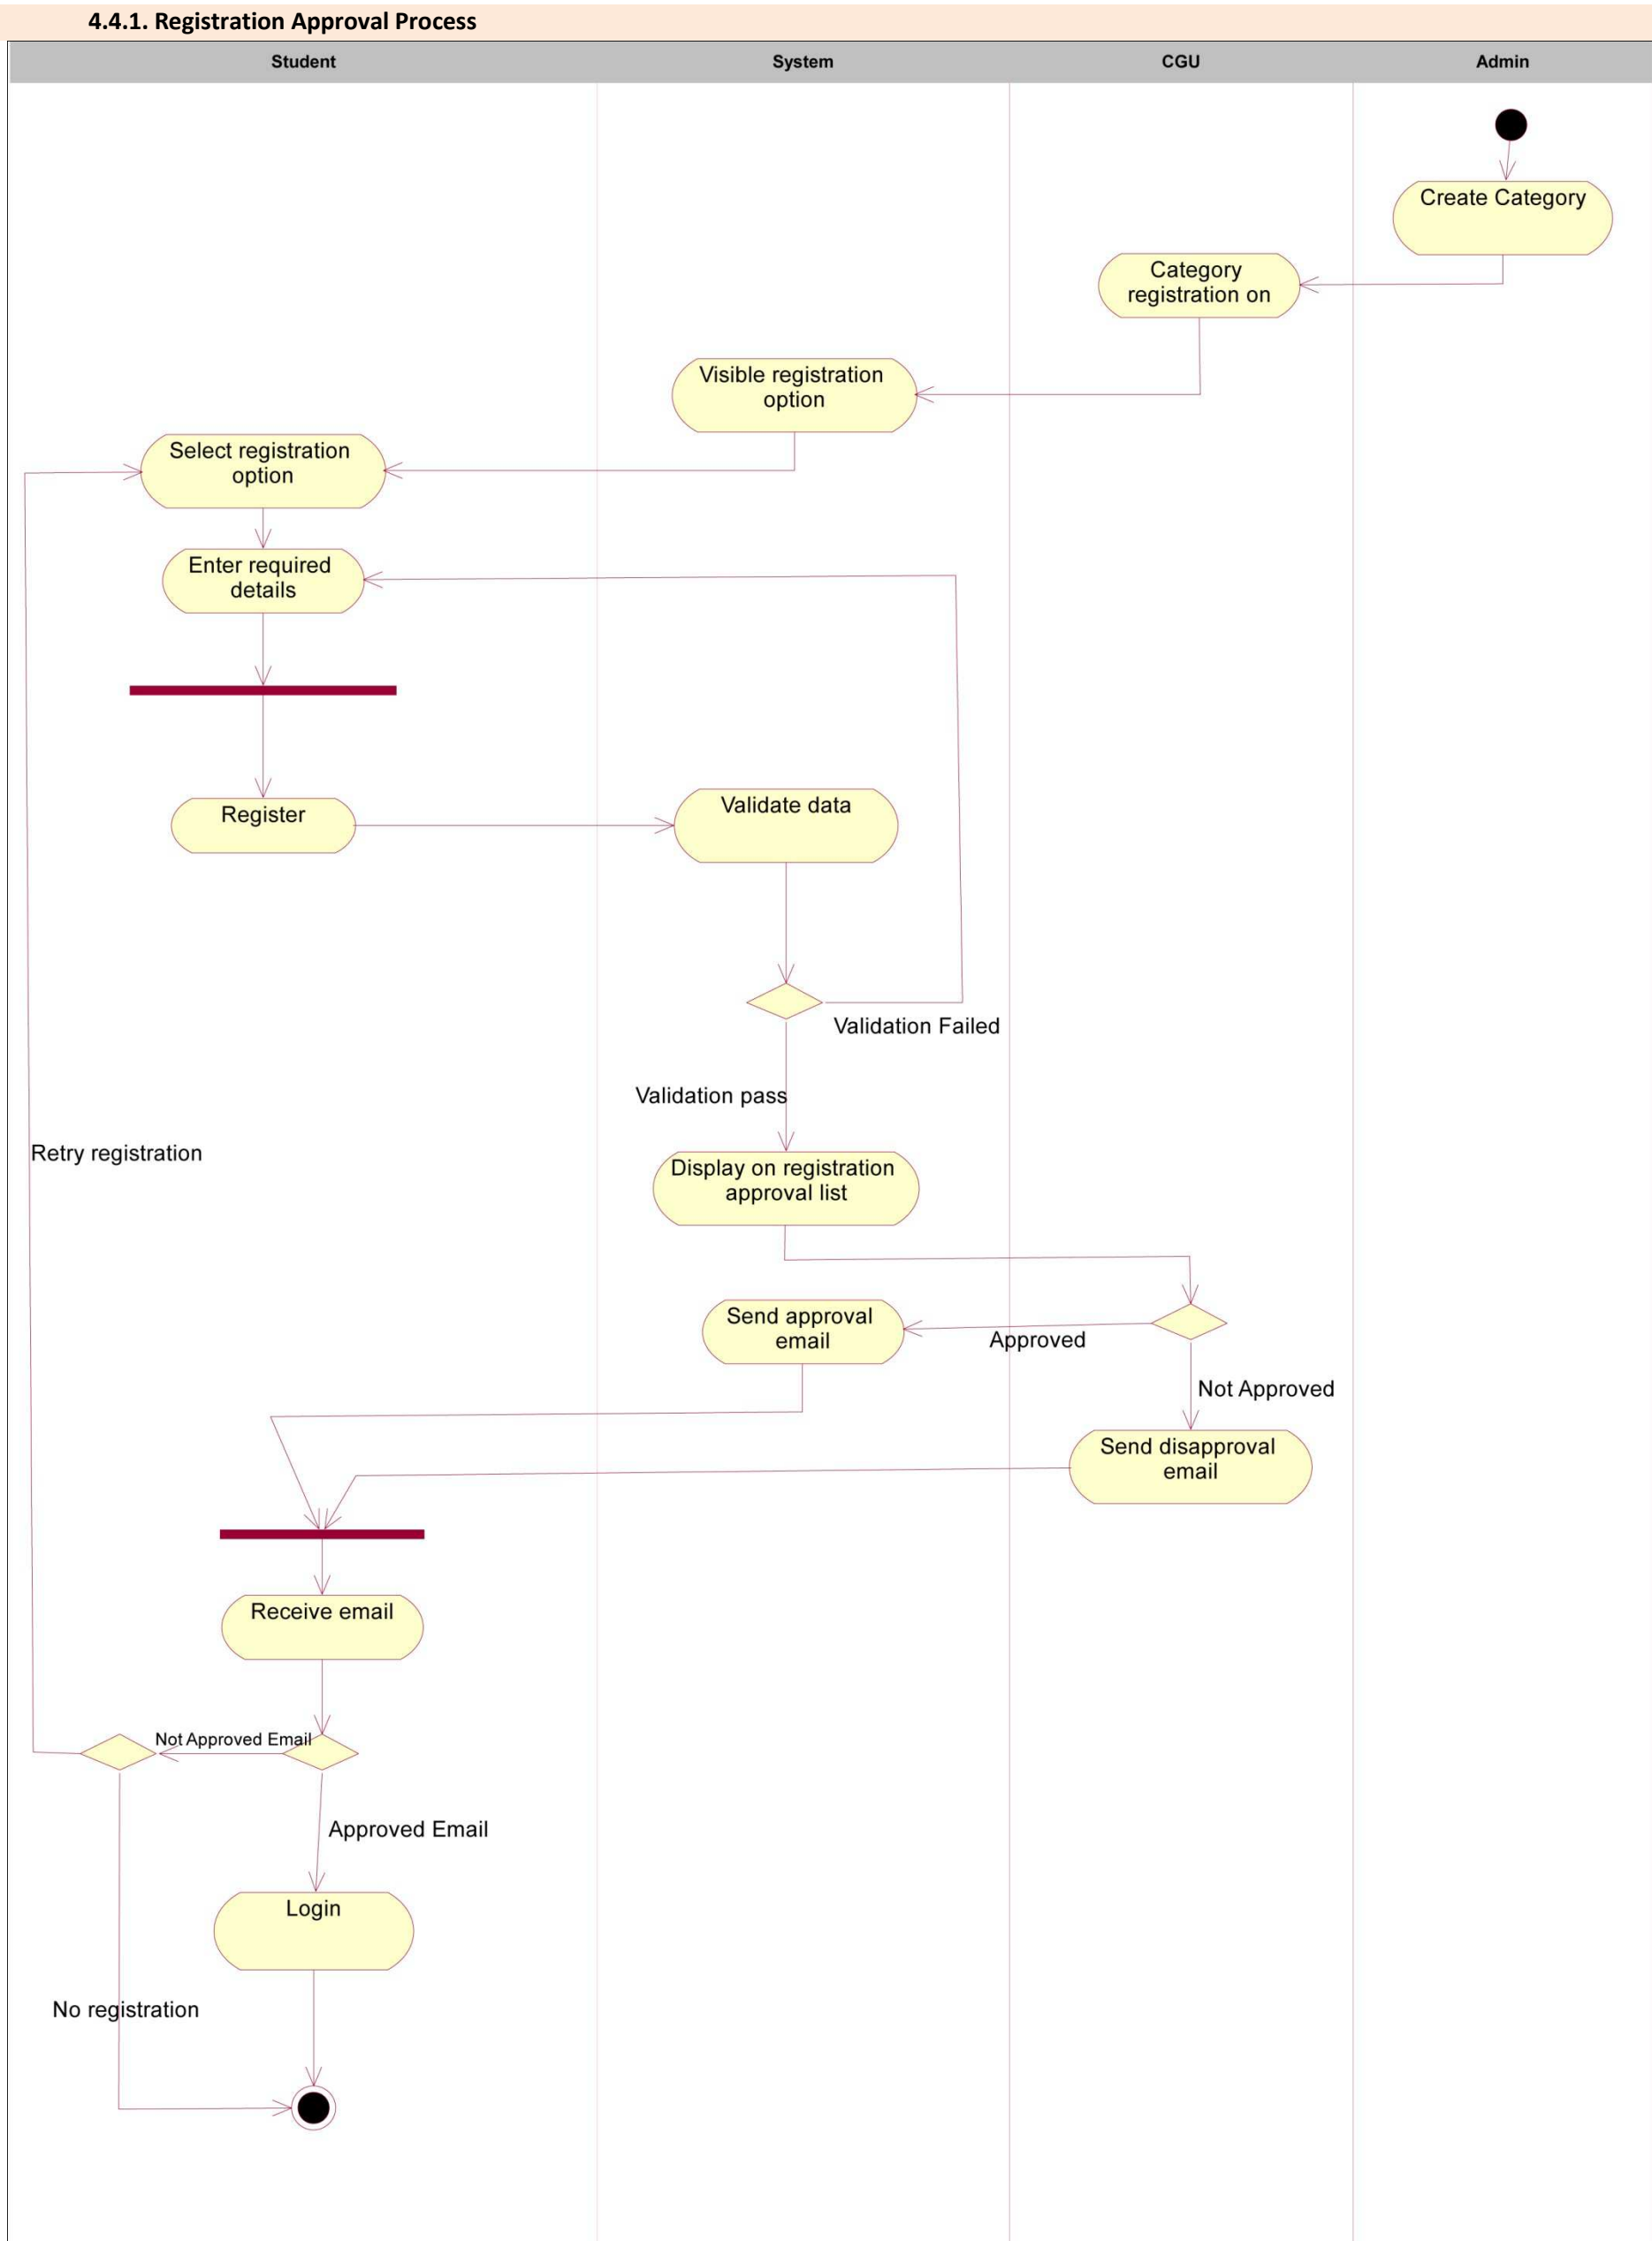 4.4.1. Registration Approval Process
Student
System
CGU
Admin
Create Category
Category
registration on
Visible registration
option
Select registration
option
Enter required
details
Register
Validate data
Validation Failed
Validation pass
Retry registration
Display on registration
approval list
Send approval
email
Approved
Not Approved
Send disapproval
email
Receive email
Not Approved Email
Approved Email
Login
No registration